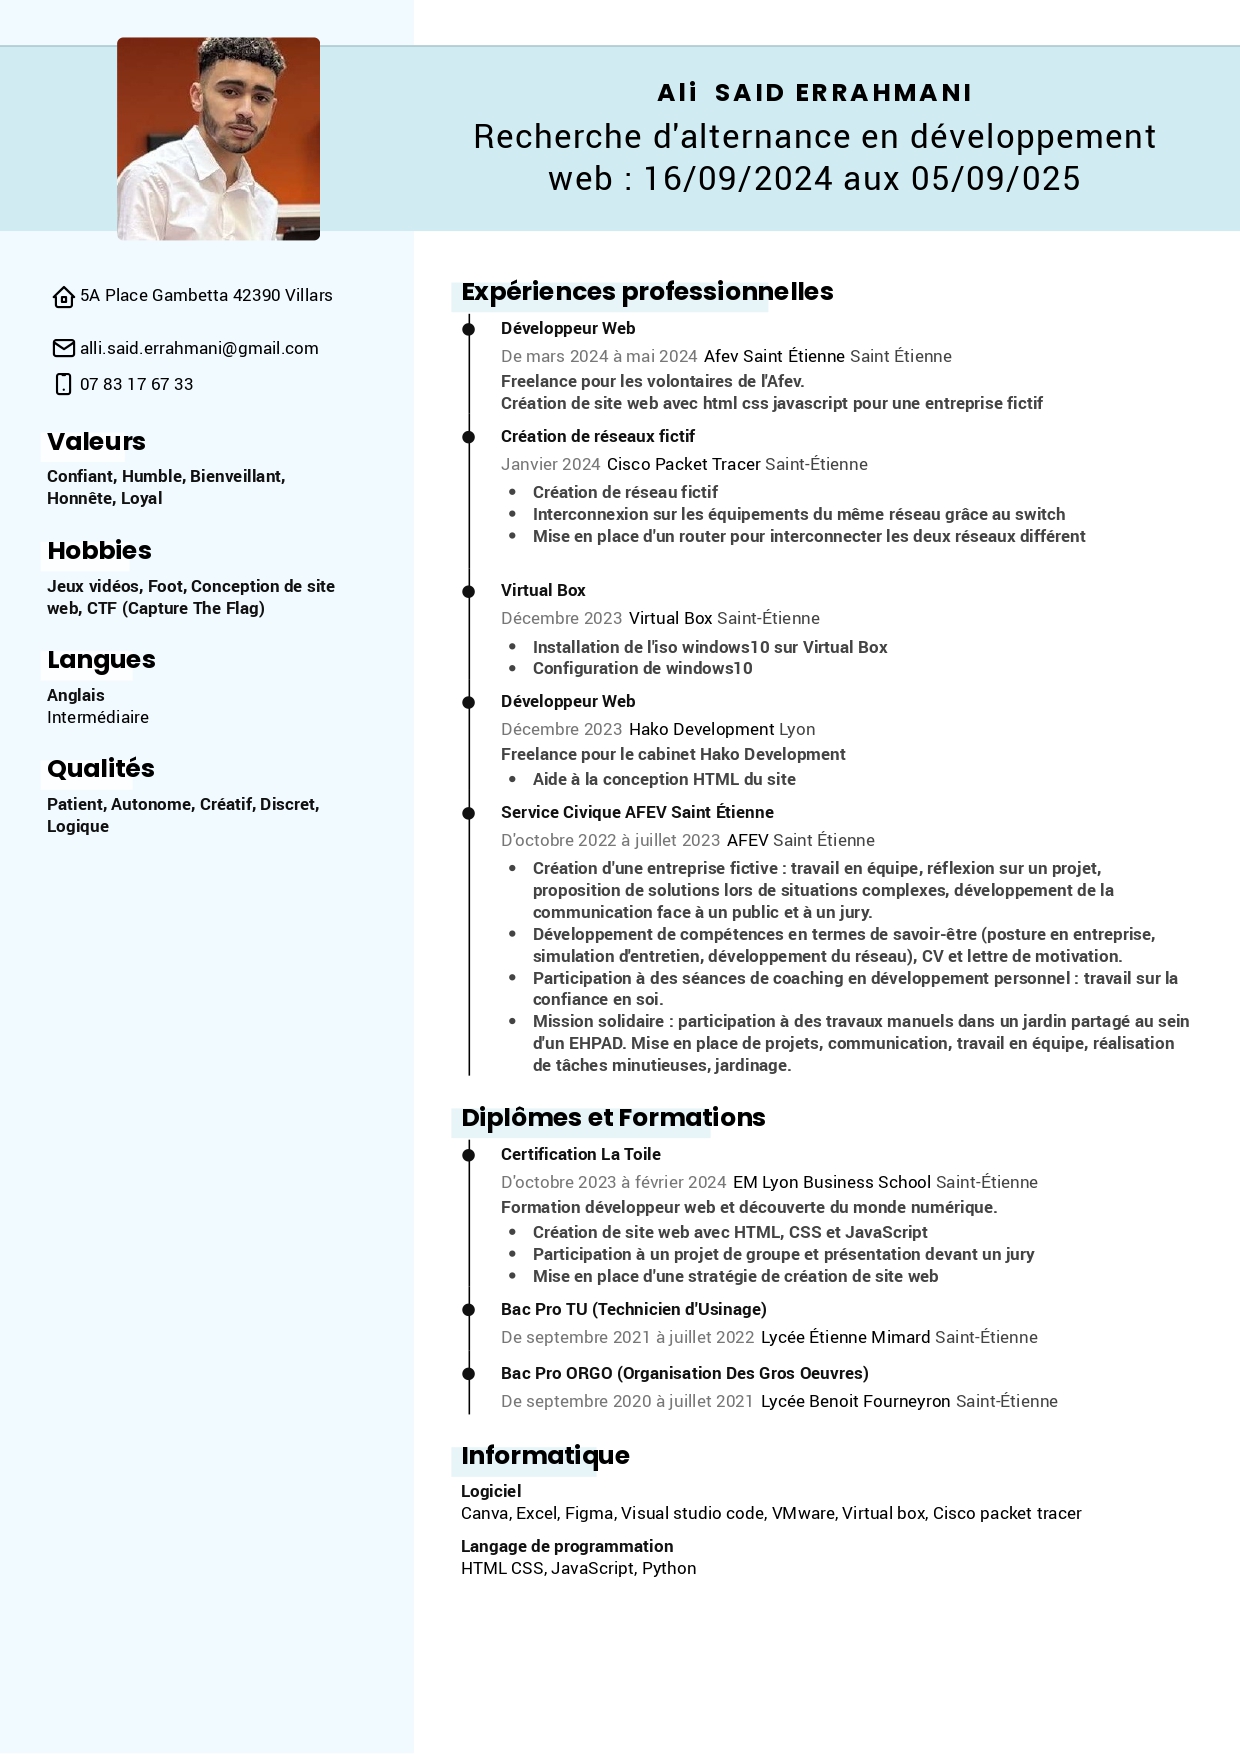 Ali SAID ERRAHMANI
Recherche d'alternance en développement
web : 16/09/2024 aux 05/09/025
5A Place Gambetta 42390 Villars
alli.said.errahmani@gmail.com
07 83 17 67 33
Valeurs
Confiant, Humble, Bienveillant,
Honnête, Loyal
Hobbies
Jeux vidéos, Foot, Conception de site
web, CTF (Capture The Flag)
Langues
Anglais
Intermédiaire
Qualités
Patient, Autonome, Créatif, Discret,
Logique
Expériences professionnelles
Développeur Web
De mars 2024 à mai 2024 Afev Saint Étienne Saint Étienne
Freelance pour les volontaires de l'Afev.
Création de site web avec html css javascript pour une entreprise fictif
Création de réseaux fictif
Janvier 2024 Cisco Packet Tracer Saint-Étienne
• Création de réseau fictif
• Interconnexion sur les équipements du même réseau grâce au switch
• Mise en place d'un router pour interconnecter les deux réseaux différent
Virtual Box
Décembre 2023 Virtual Box Saint-Étienne
• Installation de l'iso windows10 sur Virtual Box
• Configuration de windows10
Développeur Web
Décembre 2023 Hako Development Lyon
Freelance pour le cabinet Hako Development
• Aide à la conception HTML du site
Service Civique AFEV Saint Étienne
D'octobre 2022 à juillet 2023 AFEV Saint Étienne
• Création d'une entreprise fictive : travail en équipe, réflexion sur un projet,
proposition de solutions lors de situations complexes, développement de la
communication face à un public et à un jury.
• Développement de compétences en termes de savoir-être (posture en entreprise,
simulation d'entretien, développement du réseau), CV et lettre de motivation.
• Participation à des séances de coaching en développement personnel : travail sur la
confiance en soi.
• Mission solidaire : participation à des travaux manuels dans un jardin partagé au sein
d'un EHPAD. Mise en place de projets, communication, travail en équipe, réalisation
de tâches minutieuses, jardinage.
Diplômes et Formations
Certification La Toile
D'octobre 2023 à février 2024 EM Lyon Business School Saint-Étienne
Formation développeur web et découverte du monde numérique.
• Création de site web avec HTML, CSS et JavaScript
• Participation à un projet de groupe et présentation devant un jury
• Mise en place d'une stratégie de création de site web
Bac Pro TU (Technicien d'Usinage)
De septembre 2021 à juillet 2022 Lycée Étienne Mimard Saint-Étienne
Bac Pro ORGO (Organisation Des Gros Oeuvres)
De septembre 2020 à juillet 2021 Lycée Benoit Fourneyron Saint-Étienne
Informatique
Logiciel
Canva, Excel, Figma, Visual studio code, VMware, Virtual box, Cisco packet tracer
Langage de programmation
HTML CSS, JavaScript, Python